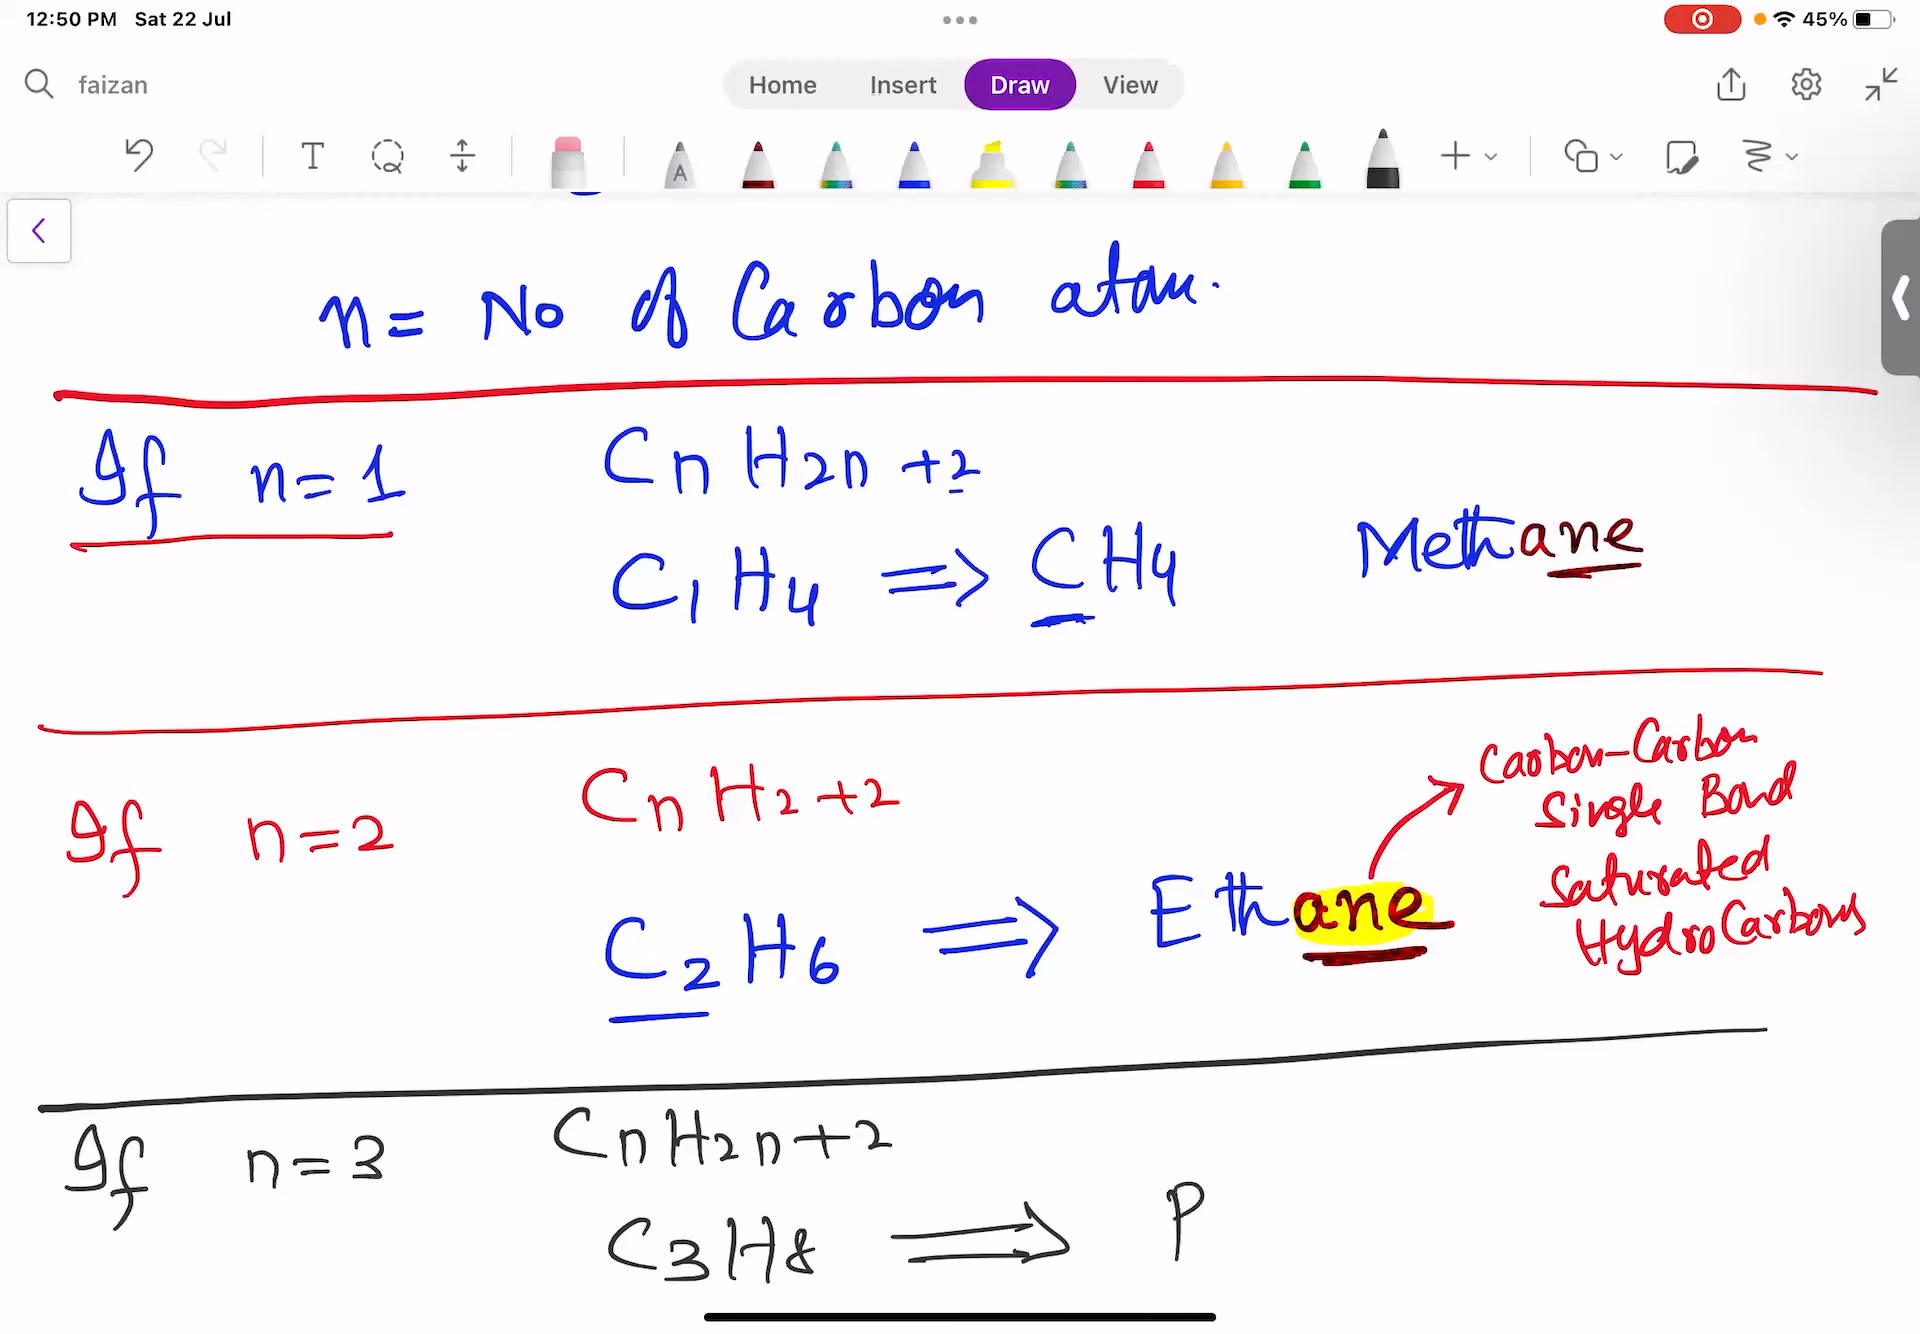 12:50 PM Sat 22 Jul
45%
faizan
Home Insert Draw View
T A
n = No of Carbon atom.
If n = 1 CnH2n +2
C1H4 ⇒ CH4 Methane
If n = 2 CnH2+2
Carbon-Carbon
Single Bond
Saturated
HydroCarbons
C2H6 ⇒ Ethane
If n = 3 CnH2n+2
C3H8 ⇒ P